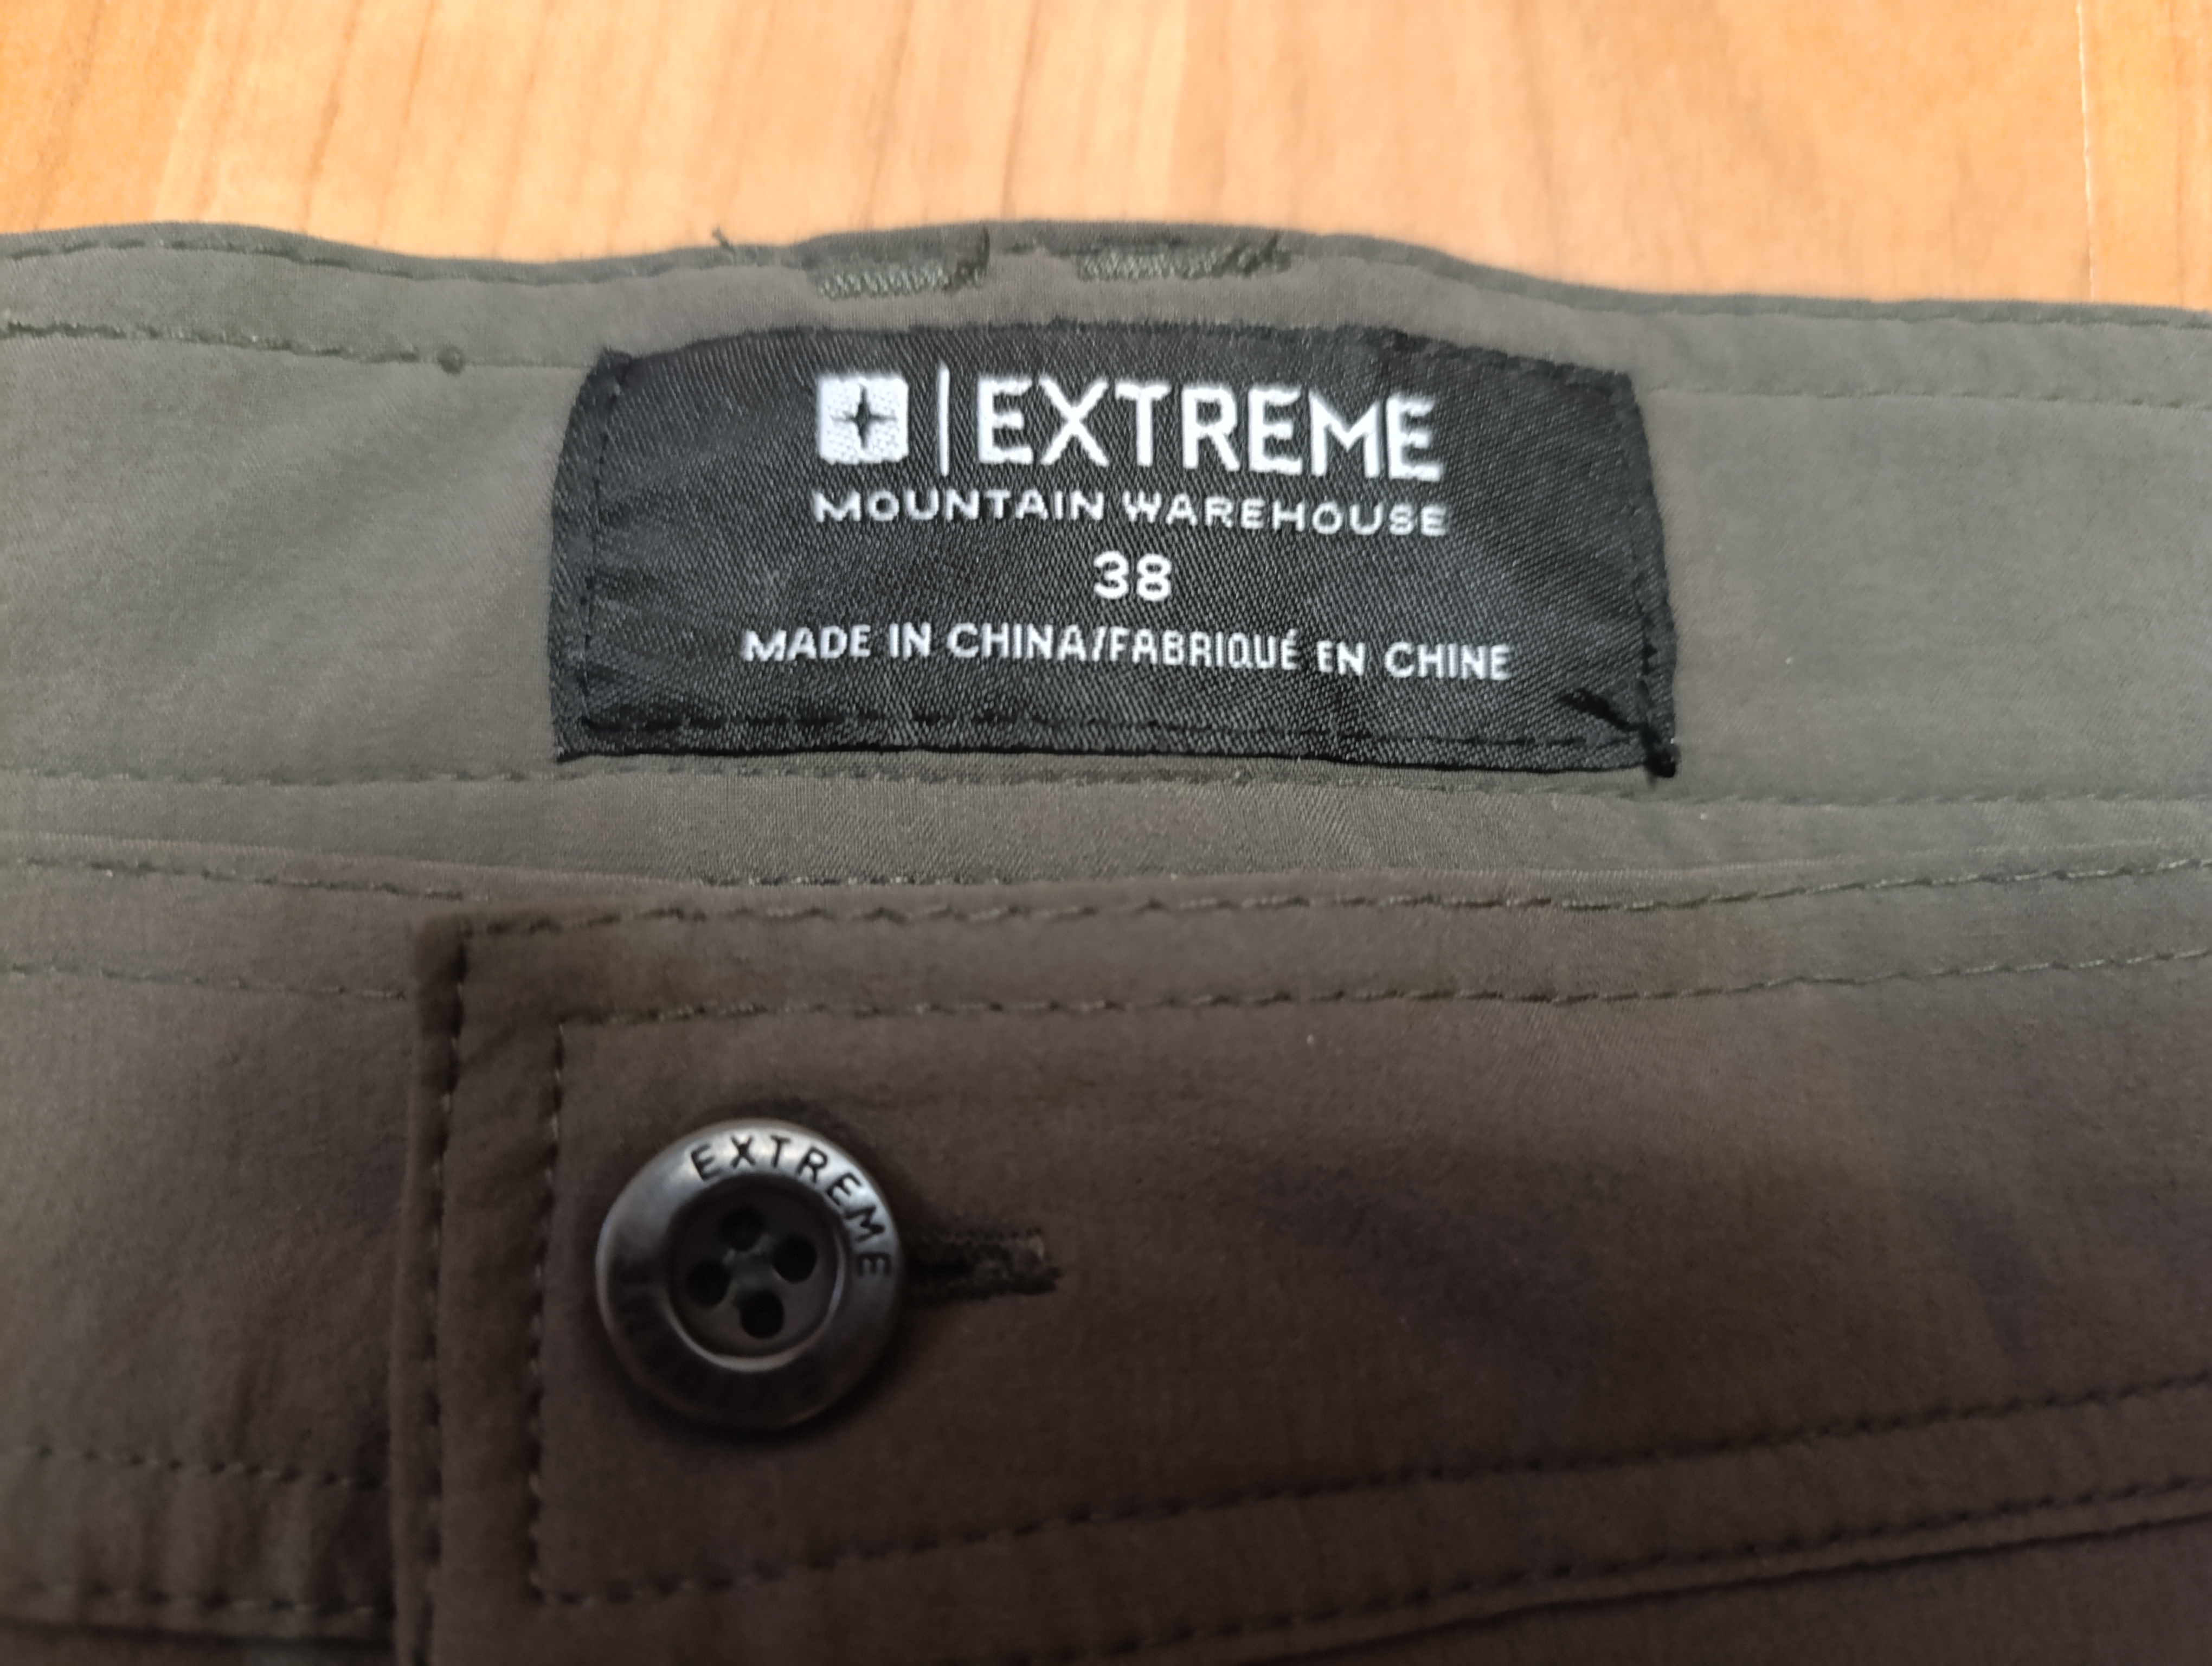 EXTREME
MOUNTAIN WAREHOUSE
38
MADE IN CHINA/FABRIQUÉ EN CHINE
EXTREME